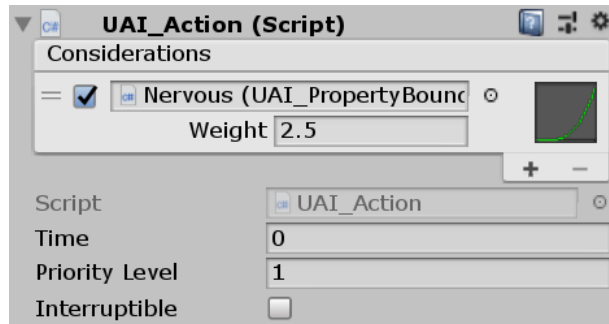 UAI_Action (Script)
Considerations
Nervous (UAI_PropertyBounc
Weight 2.5
Script UAI_Action
Time 0
Priority Level 1
Interruptible